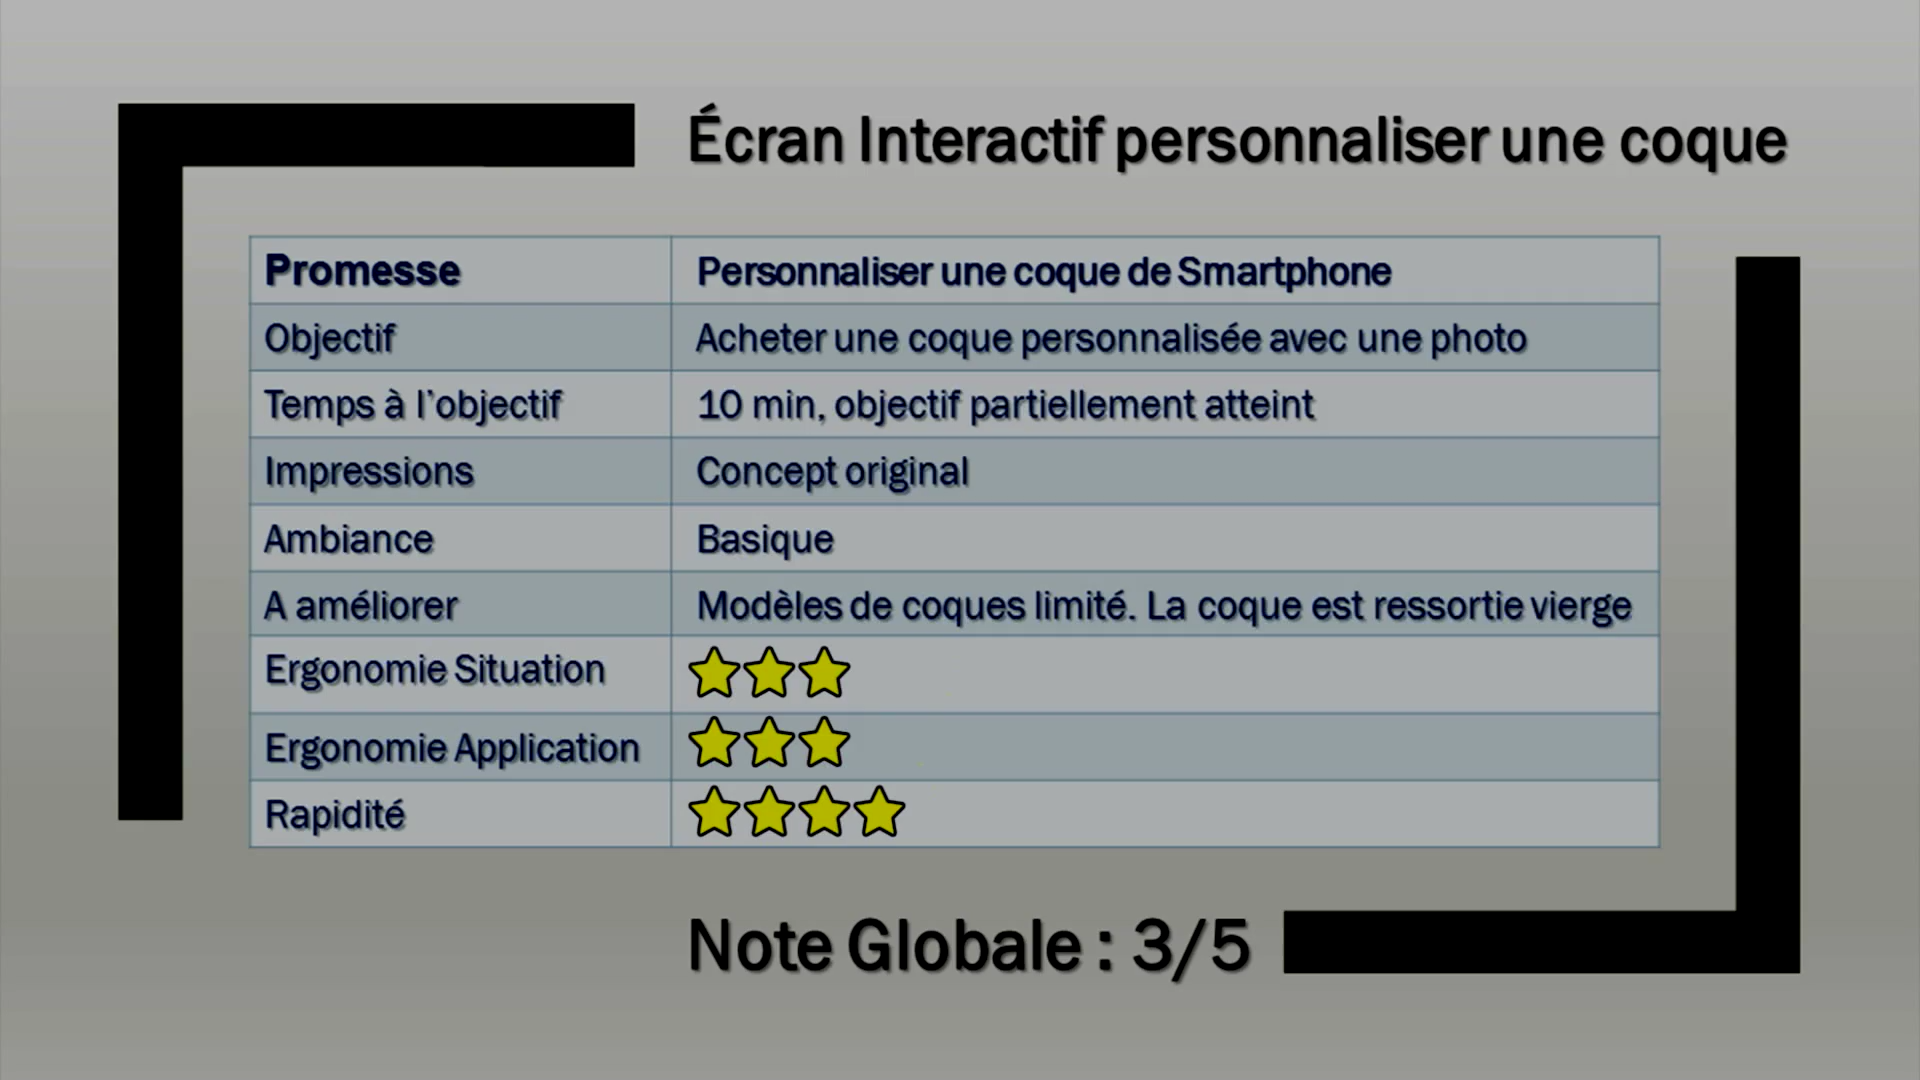 Écran Interactif personnaliser une coque
Promesse Personnaliser une coque de Smartphone
Objectif Acheter une coque personnalisée avec une photo
Temps à l'objectif 10 min, objectif partiellement atteint
Impressions Concept original
Ambiance Basique
A améliorer Modèles de coques limité. La coque est ressortie vierge
Ergonomie Situation
Ergonomie Application
Rapidité
Note Globale : 3/5